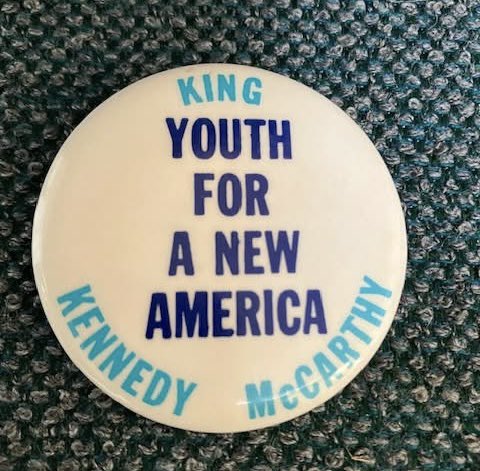 KING
YOUTH
FOR
A NEW
AMERICA
KENNEDY
McCARTHY